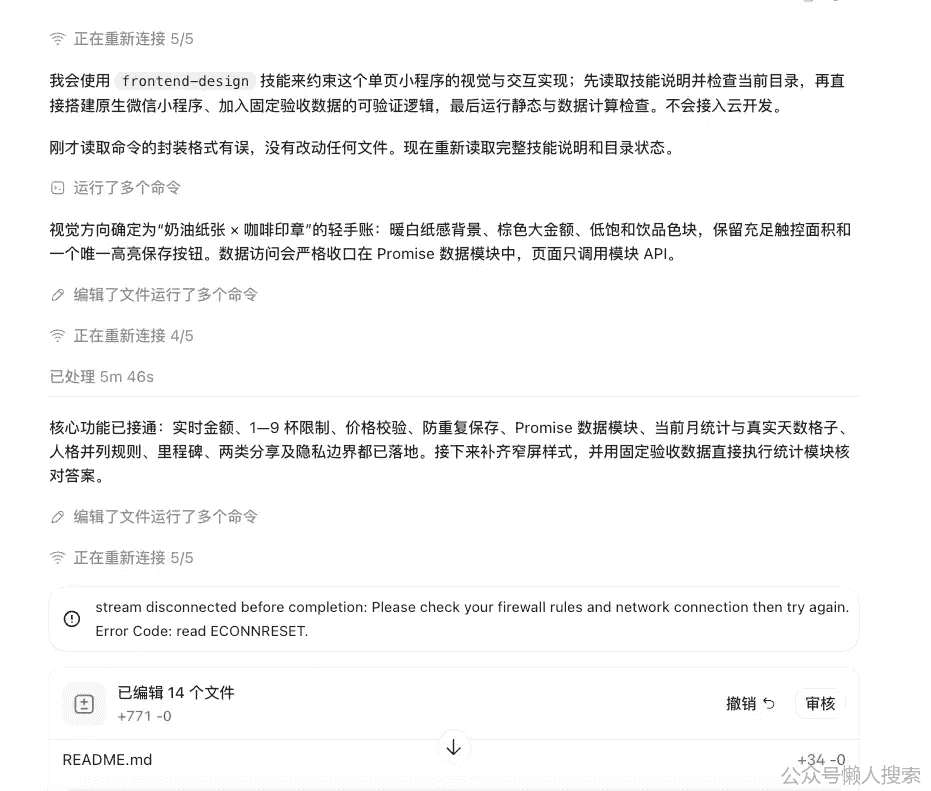 正在重新连接 5/5
我会使用 frontend-design 技能来约束这个单页小程序的视觉与交互实现；先读取技能说明并检查当前目录，再直
接搭建原生微信小程序、加入固定验收数据的可验证逻辑，最后运行静态与数据计算检查。不会接入云开发。
刚才读取命令的封装格式有误，没有改动任何文件。现在重新读取完整技能说明和目录状态。
运行了多个命令
视觉方向确定为“奶油纸张 × 咖啡印章”的轻手账：暖白纸感背景、棕色大金额、低饱和饮品色块，保留充足触控面积和
一个唯一高亮保存按钮。数据访问会严格收口在 Promise 数据模块中，页面只调用模块 API。
编辑了文件运行了多个命令
正在重新连接 4/5
已处理 5m 46s
核心功能已接通：实时金额、1—9 杯限制、价格校验、防重复保存、Promise 数据模块、当前月统计与真实天数格子、
人格并列规则、里程碑、两类分享及隐私边界都已落地。接下来补齐窄屏样式，并用固定验收数据直接执行统计模块核
对答案。
编辑了文件运行了多个命令
正在重新连接 5/5
stream disconnected before completion: Please check your firewall rules and network connection then try again.
Error Code: read ECONNRESET.
已编辑 14 个文件
+771 -0
撤销
审核
README.md
+34 -0
公众号懒人搜索